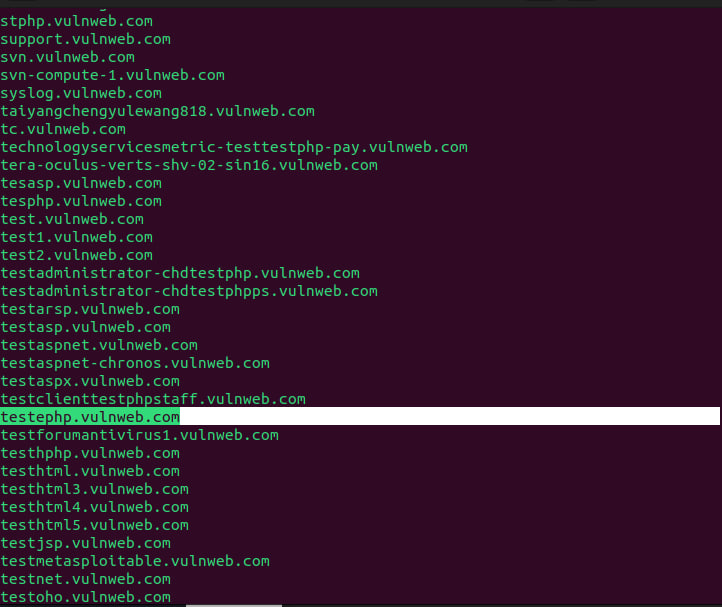 stphp.vulnweb.com
support.vulnweb.com
svn.vulnweb.com
svn-compute-1.vulnweb.com
syslog.vulnweb.com
taiyangchengyulewang818.vulnweb.com
tc.vulnweb.com
technologyservicesmetric-testtestphp-pay.vulnweb.com
tera-oculus-verts-shv-02-sin16.vulnweb.com
tesasp.vulnweb.com
tesphp.vulnweb.com
test.vulnweb.com
test1.vulnweb.com
test2.vulnweb.com
testadministrator-chdtestphp.vulnweb.com
testadministrator-chdtestphpps.vulnweb.com
testarsp.vulnweb.com
testasp.vulnweb.com
testaspnet.vulnweb.com
testaspnet-chronos.vulnweb.com
testaspx.vulnweb.com
testclienttestphpstaff.vulnweb.com
testephp.vulnweb.com
testforumantivirus1.vulnweb.com
testhphp.vulnweb.com
testhtml.vulnweb.com
testhtml3.vulnweb.com
testhtml4.vulnweb.com
testhtml5.vulnweb.com
testjsp.vulnweb.com
testmetasploitable.vulnweb.com
testnet.vulnweb.com
testoho.vulnweb.com